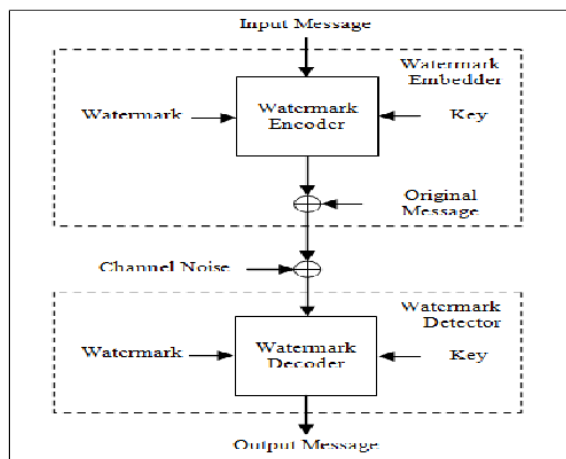 Input Message
Watermark
Embedder
Watermark
Watermark
Encoder
Key
Original
Message
Channel Noise
Watermark
Detector
Watermark
Watermark
Decoder
Key
Output Message